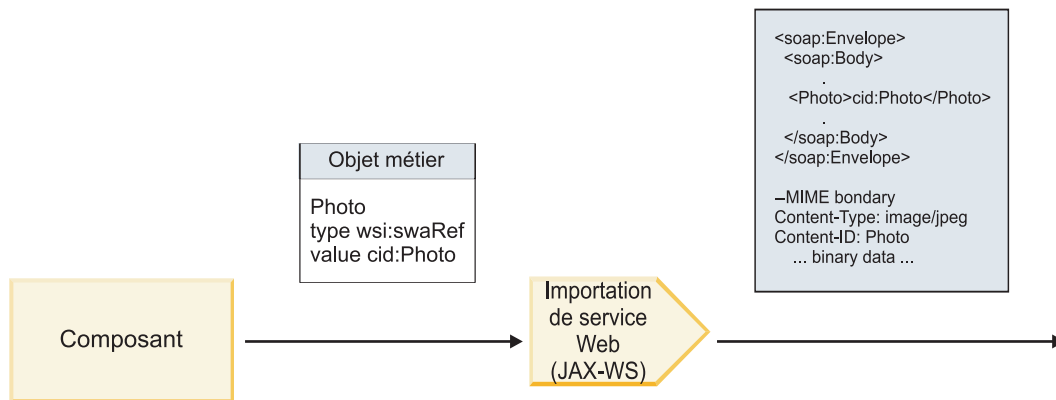 <soap:Envelope>
<soap:Body>
.
<Photo>cid:Photo</Photo>
.
</soap:Body>
</soap:Envelope>
–MIME bondary
Content-Type: image/jpeg
Content-ID: Photo
... binary data ...
Objet métier
Photo
type wsi:swaRef
value cid:Photo
Composant
Importation
de service
Web
(JAX-WS)